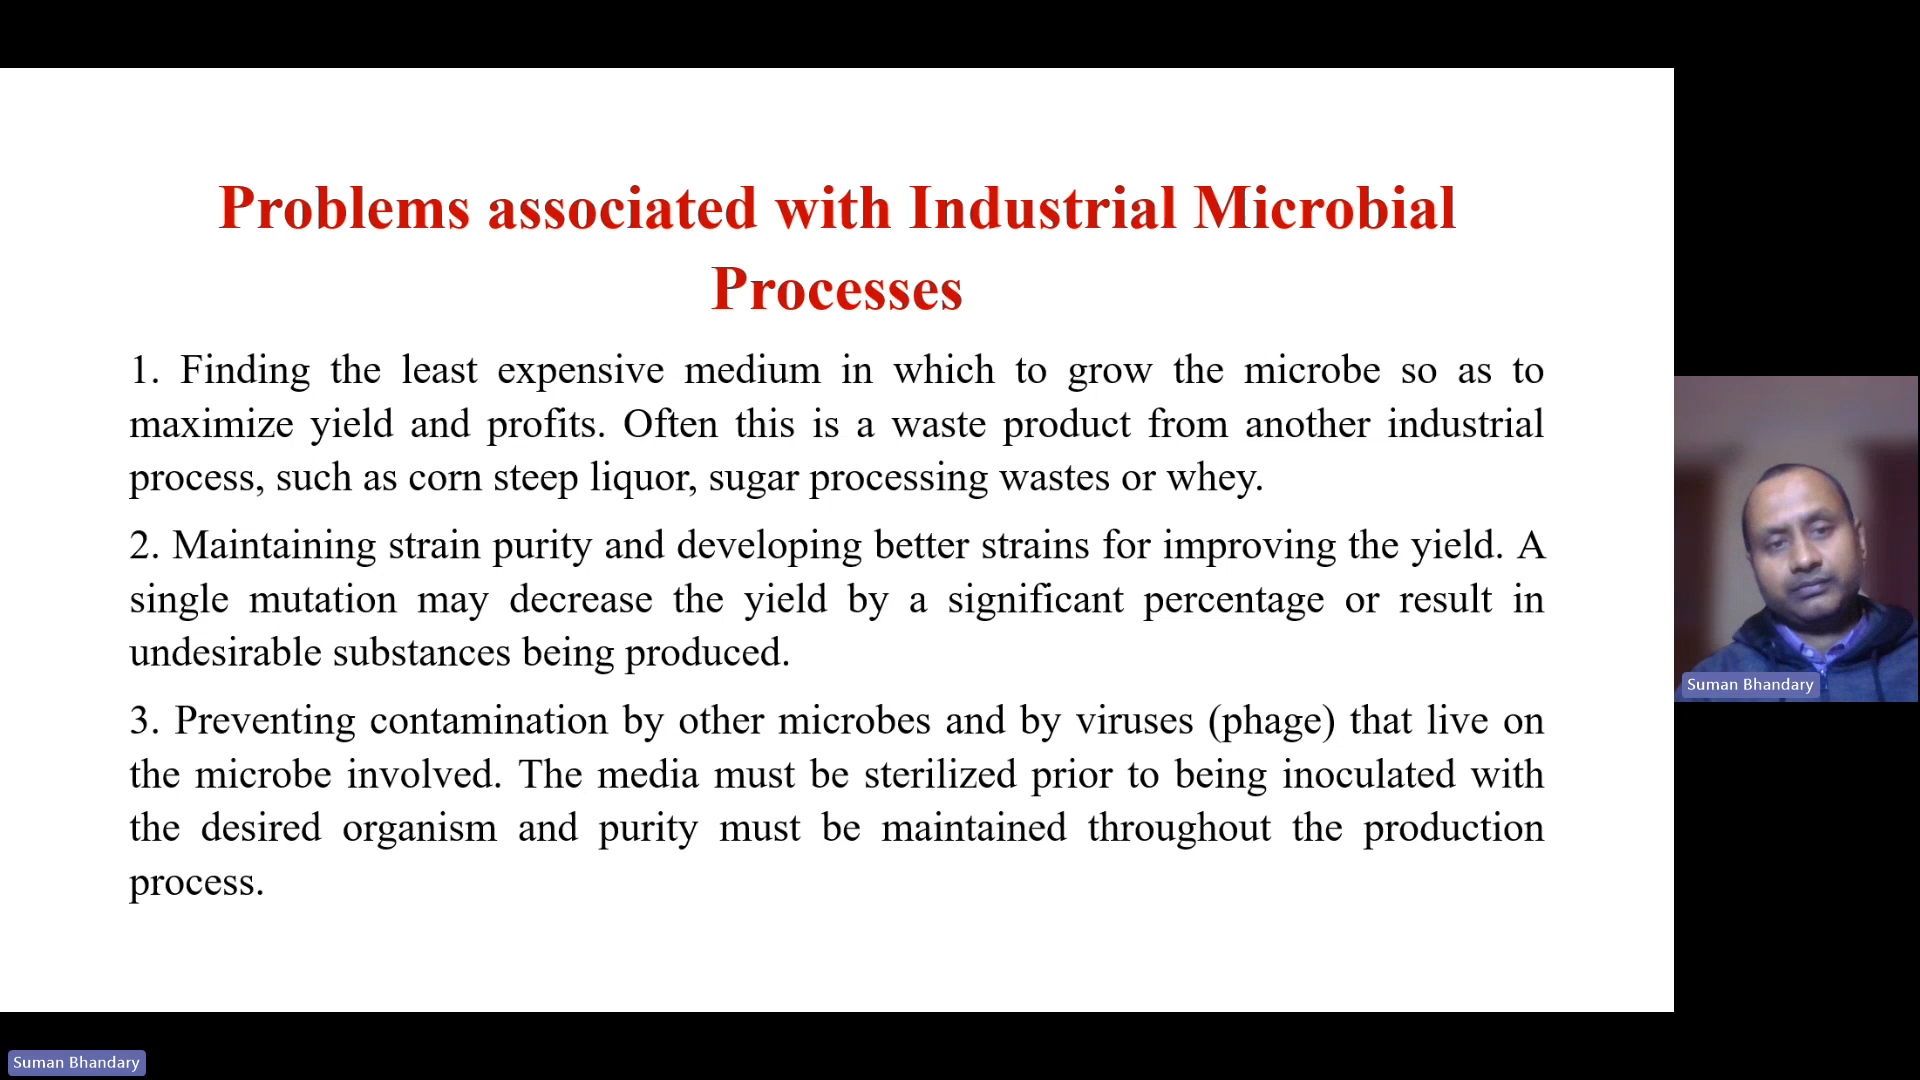 Problems associated with Industrial Microbial
Processes
1. Finding the least expensive medium in which to grow the microbe so as to
maximize yield and profits. Often this is a waste product from another industrial
process, such as corn steep liquor, sugar processing wastes or whey.
2. Maintaining strain purity and developing better strains for improving the yield. A
single mutation may decrease the yield by a significant percentage or result in
undesirable substances being produced.
3. Preventing contamination by other microbes and by viruses (phage) that live on
the microbe involved. The media must be sterilized prior to being inoculated with
the desired organism and purity must be maintained throughout the production
process.
Suman Bhandary
Suman Bhandary